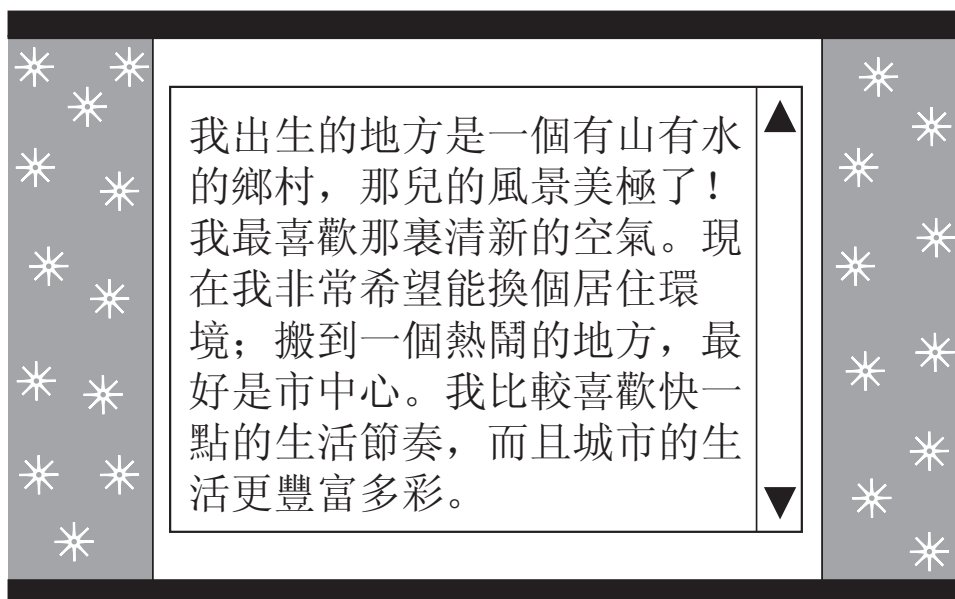 我出生的地方是一個有山有水
的鄉村，那兒的風景美極了！
我最喜歡那裏清新的空氣。現
在我非常希望能換個居住環
境；搬到一個熱鬧的地方，最
好是市中心。我比較喜歡快一
點的生活節奏，而且城市的生
活更豐富多彩。